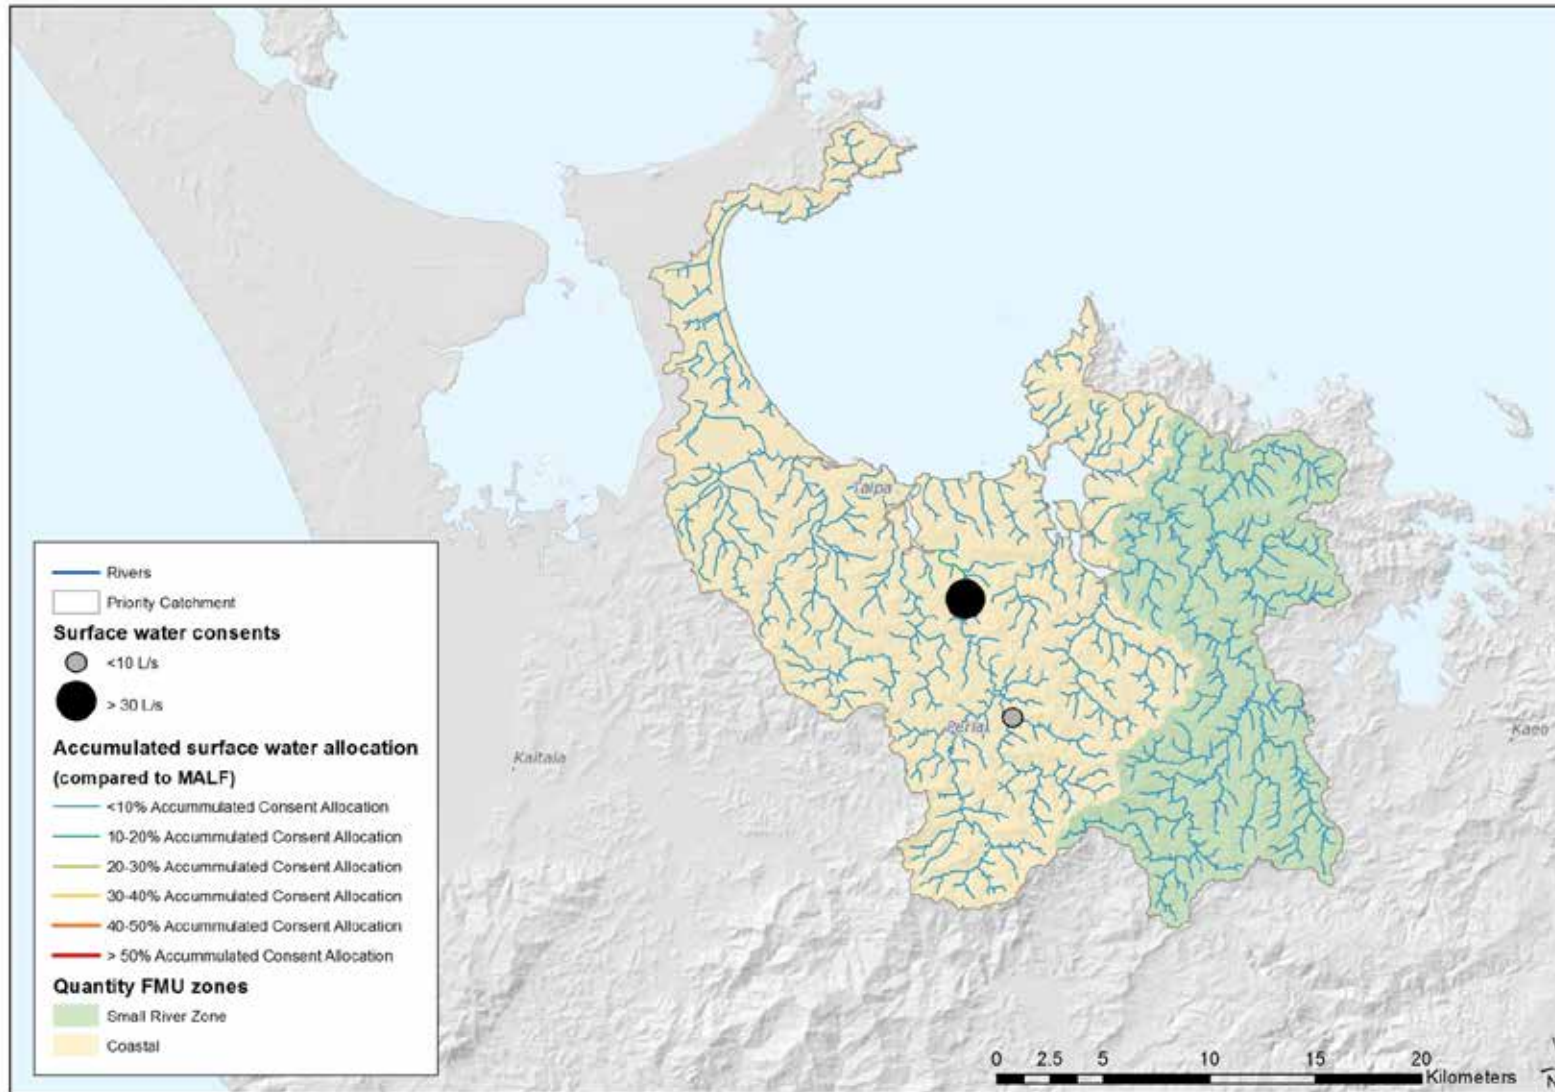 Taipa
Peria
Kaitaia
Kaeo
Rivers
Priority Catchment
Surface water consents
<10 L/s
> 30 L/s
Accumulated surface water allocation
(compared to MALF)
<10% Accummulated Consent Allocation
10-20% Accummulated Consent Allocation
20-30% Accummulated Consent Allocation
30-40% Accummulated Consent Allocation
40-50% Accummulated Consent Allocation
> 50% Accummulated Consent Allocation
Quantity FMU zones
Small River Zone
Coastal
0 2.5 5 10 15 20
Kilometers